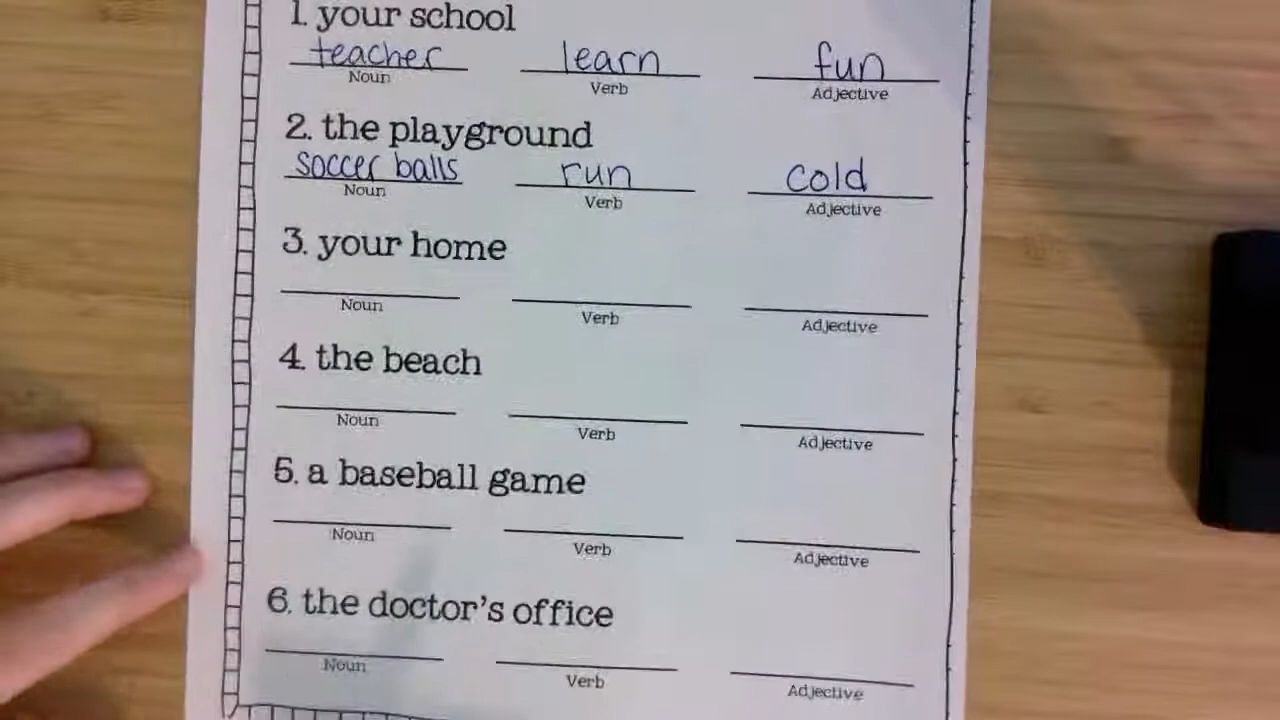 1. your school
teacher learn fun
Noun Verb Adjective
2. the playground
soccer balls run cold
Noun Verb Adjective
3. your home
Noun Verb Adjective
4. the beach
Noun Verb Adjective
5. a baseball game
Noun Verb Adjective
6. the doctor's office
Noun Verb Adjective